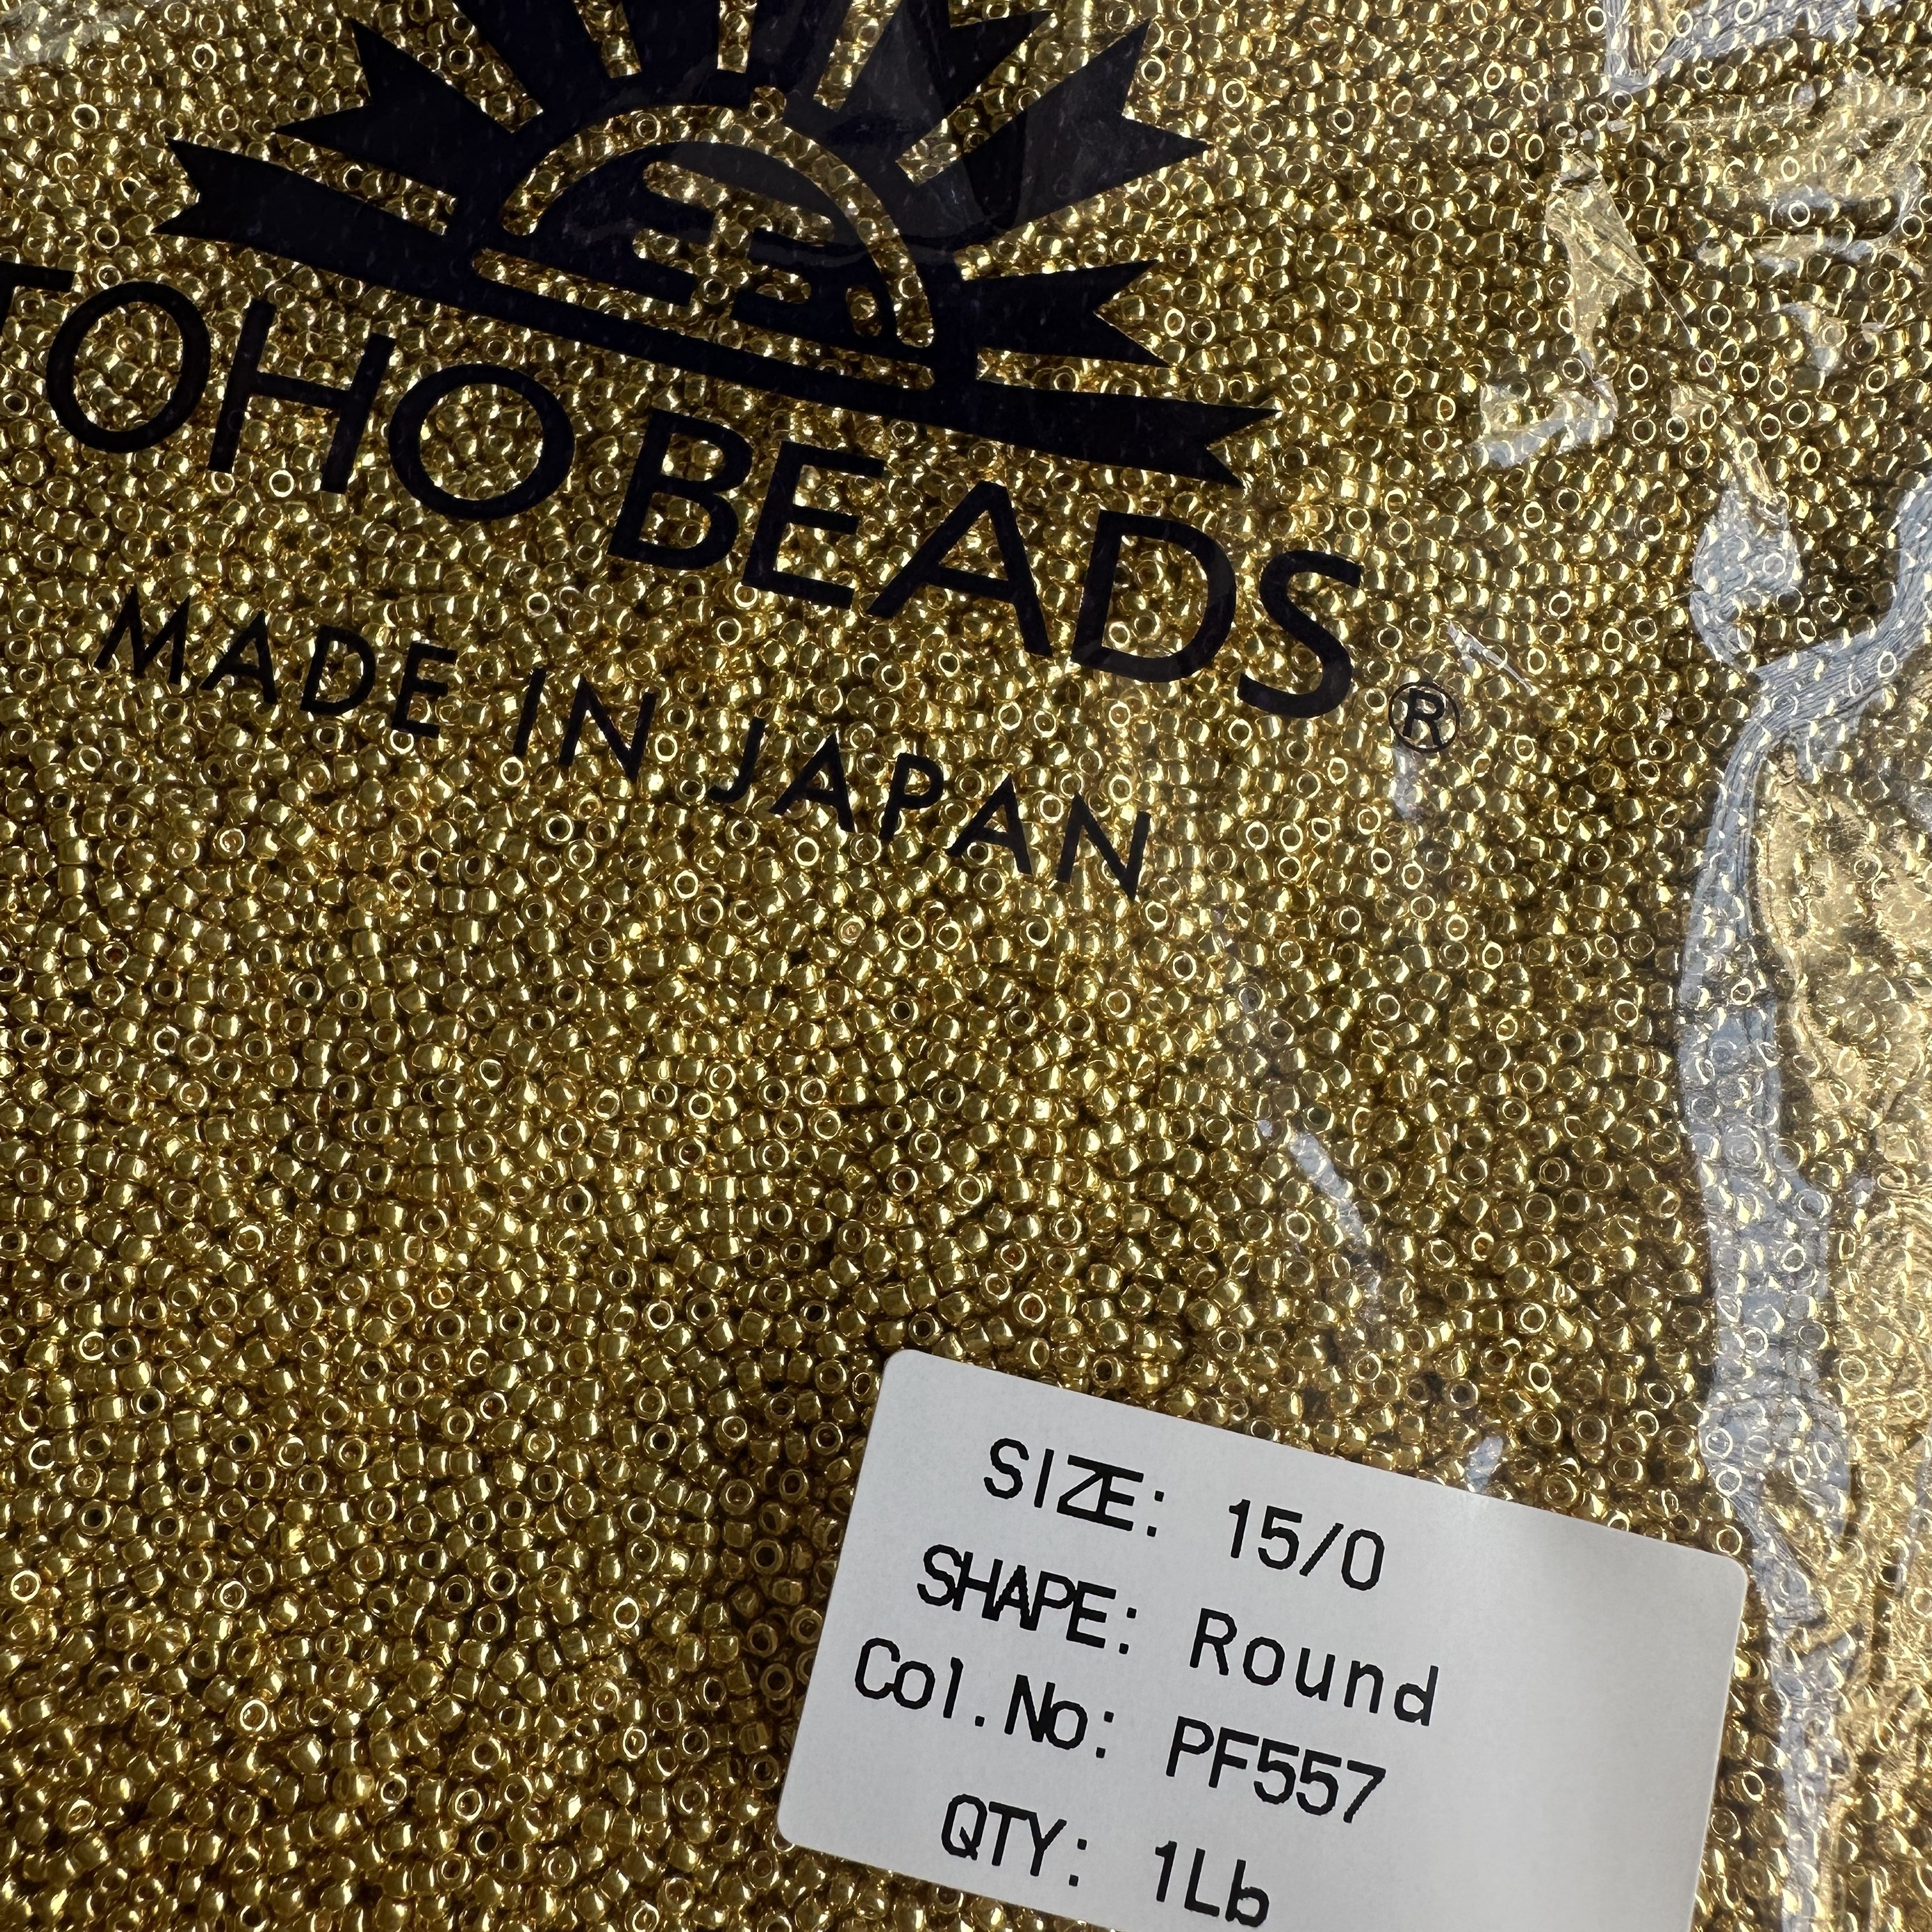 TOHO BEADS®
MADE IN JAPAN
SIZE: 15/0
SHAPE: Round
Col.No: PF557
QTY: 1Lb